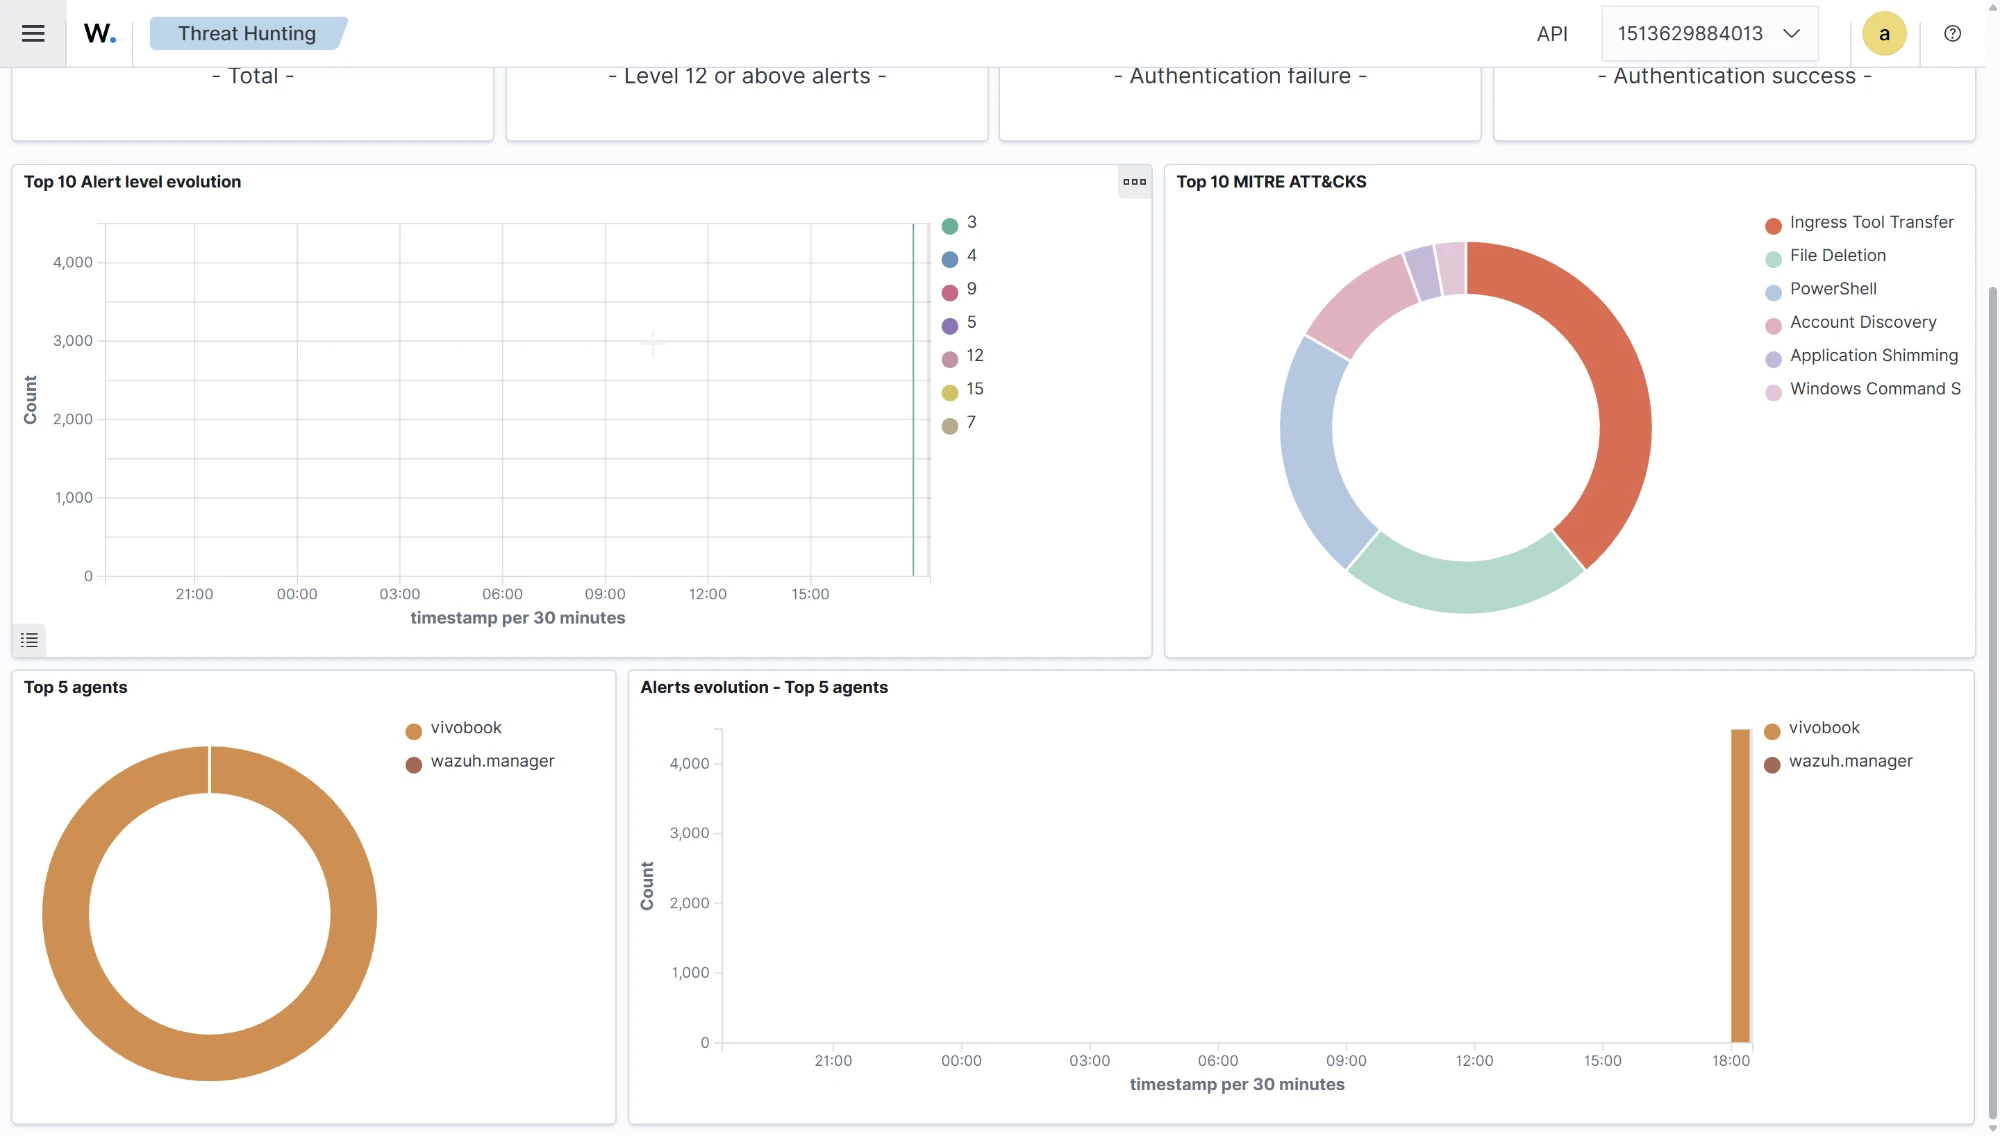 W.
Threat Hunting
API
1513629884013
a
- Total -
- Level 12 or above alerts -
- Authentication failure -
- Authentication success -
Top 10 Alert level evolution
4,000
3,000
2,000
1,000
0
Count
21:00
00:00
03:00
06:00
09:00
12:00
15:00
timestamp per 30 minutes
3
4
9
5
12
15
7
Top 10 MITRE ATT&CKS
Ingress Tool Transfer
File Deletion
PowerShell
Account Discovery
Application Shimming
Windows Command S
Top 5 agents
vivobook
wazuh.manager
Alerts evolution - Top 5 agents
4,000
3,000
2,000
1,000
0
Count
21:00
00:00
03:00
06:00
09:00
12:00
15:00
18:00
timestamp per 30 minutes
vivobook
wazuh.manager